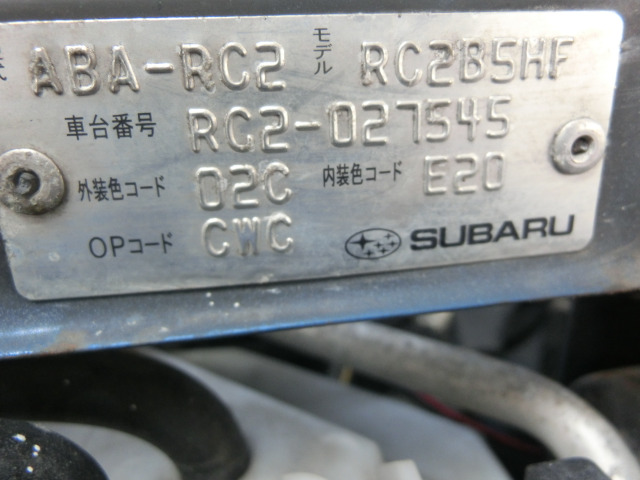 式 ABA-RC2 モデル RC2B5HF
車台番号 RC2-027545
外装色コード 02C 内装色コード E20
OPコード CWC SUBARU